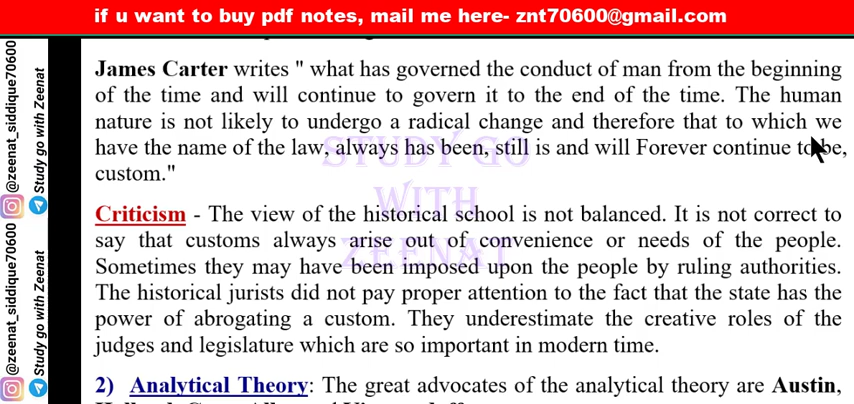 if u want to buy pdf notes, mail me here- znt70600@gmail.com
James Carter writes " what has governed the conduct of man from the beginning
of the time and will continue to govern it to the end of the time. The human
nature is not likely to undergo a radical change and therefore that to which we
have the name of the law, always has been, still is and will Forever continue to be,
custom."
Criticism - The view of the historical school is not balanced. It is not correct to
say that customs always arise out of convenience or needs of the people.
Sometimes they may have been imposed upon the people by ruling authorities.
The historical jurists did not pay proper attention to the fact that the state has the
power of abrogating a custom. They underestimate the creative roles of the
judges and legislature which are so important in modern time.
2) Analytical Theory: The great advocates of the analytical theory are Austin,
STUDY GO
WITH
ZEENAT
@zeenat_siddique70600
Study go with Zeenat
@zeenat_siddique70600
Study go with Zeenat